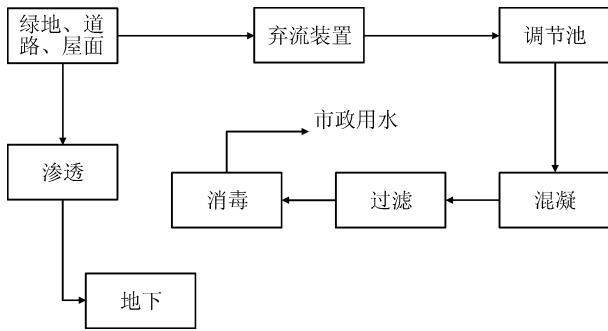 绿地、道
路、屋面
弃流装置
调节池
市政用水
渗透
消毒
过滤
混凝
地下